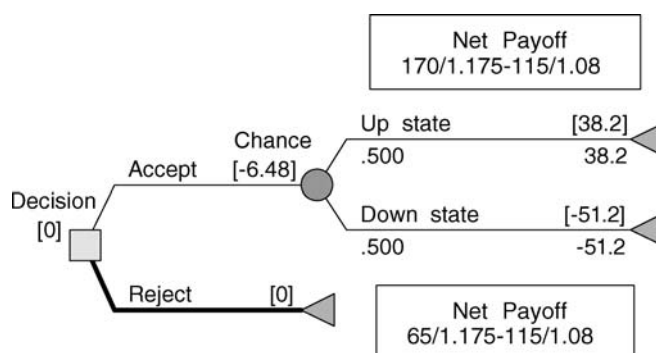 Net Payoff
170/1.175-115/1.08
Chance
Up state [38.2]
Accept [-6.48]
.500 38.2
Decision
[0]
Down state [-51.2]
.500 -51.2
Reject [0]
Net Payoff
65/1.175-115/1.08